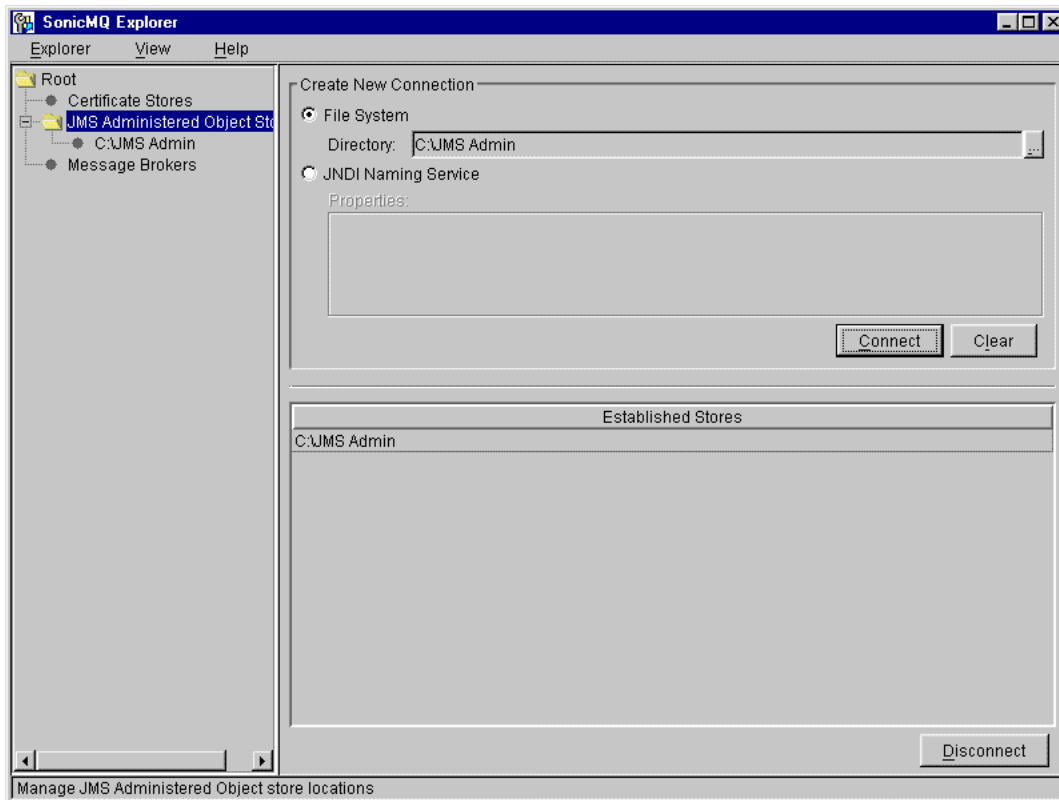 SonicMQ Explorer
Explorer View Help
Root
Certificate Stores
JMS Administered Object Sto
C:\JMS Admin
Message Brokers
Create New Connection
File System
Directory: C:\JMS Admin ...
JNDI Naming Service
Properties:
Connect Clear
Established Stores
C:\JMS Admin
Disconnect
Manage JMS Administered Object store locations